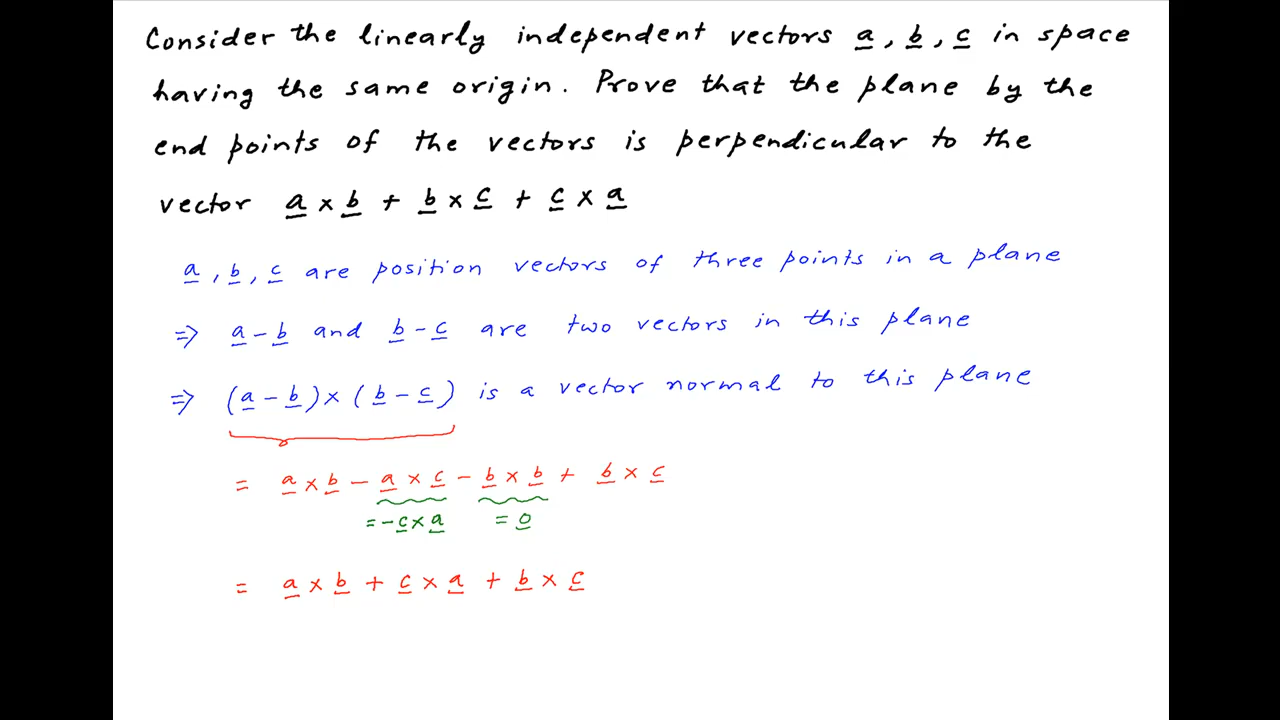 Consider the linearly independent vectors a, b, c in space
having the same origin. Prove that the plane by the
end points of the vectors is perpendicular to the
vector a × b + b × c + c × a
a, b, c are position vectors of three points in a plane
=> a - b and b - c are two vectors in this plane
=> (a - b) × (b - c) is a vector normal to this plane
= a × b - a × c - b × b + b × c
= - c × a = 0
= a × b + c × a + b × c